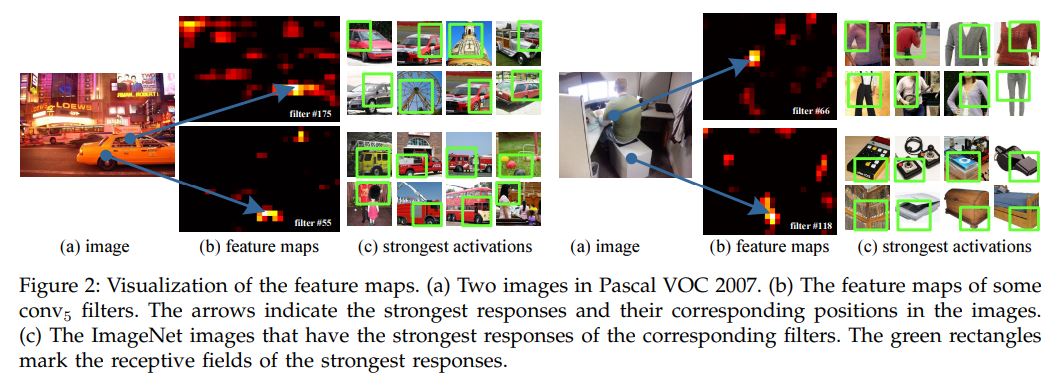 LOEWS
filter #175
filter #55
filter #66
filter #118
(a) image
(b) feature maps
(c) strongest activations
(a) image
(b) feature maps
(c) strongest activations
Figure 2: Visualization of the feature maps. (a) Two images in Pascal VOC 2007. (b) The feature maps of some
conv₅ filters. The arrows indicate the strongest responses and their corresponding positions in the images.
(c) The ImageNet images that have the strongest responses of the corresponding filters. The green rectangles
mark the receptive fields of the strongest responses.